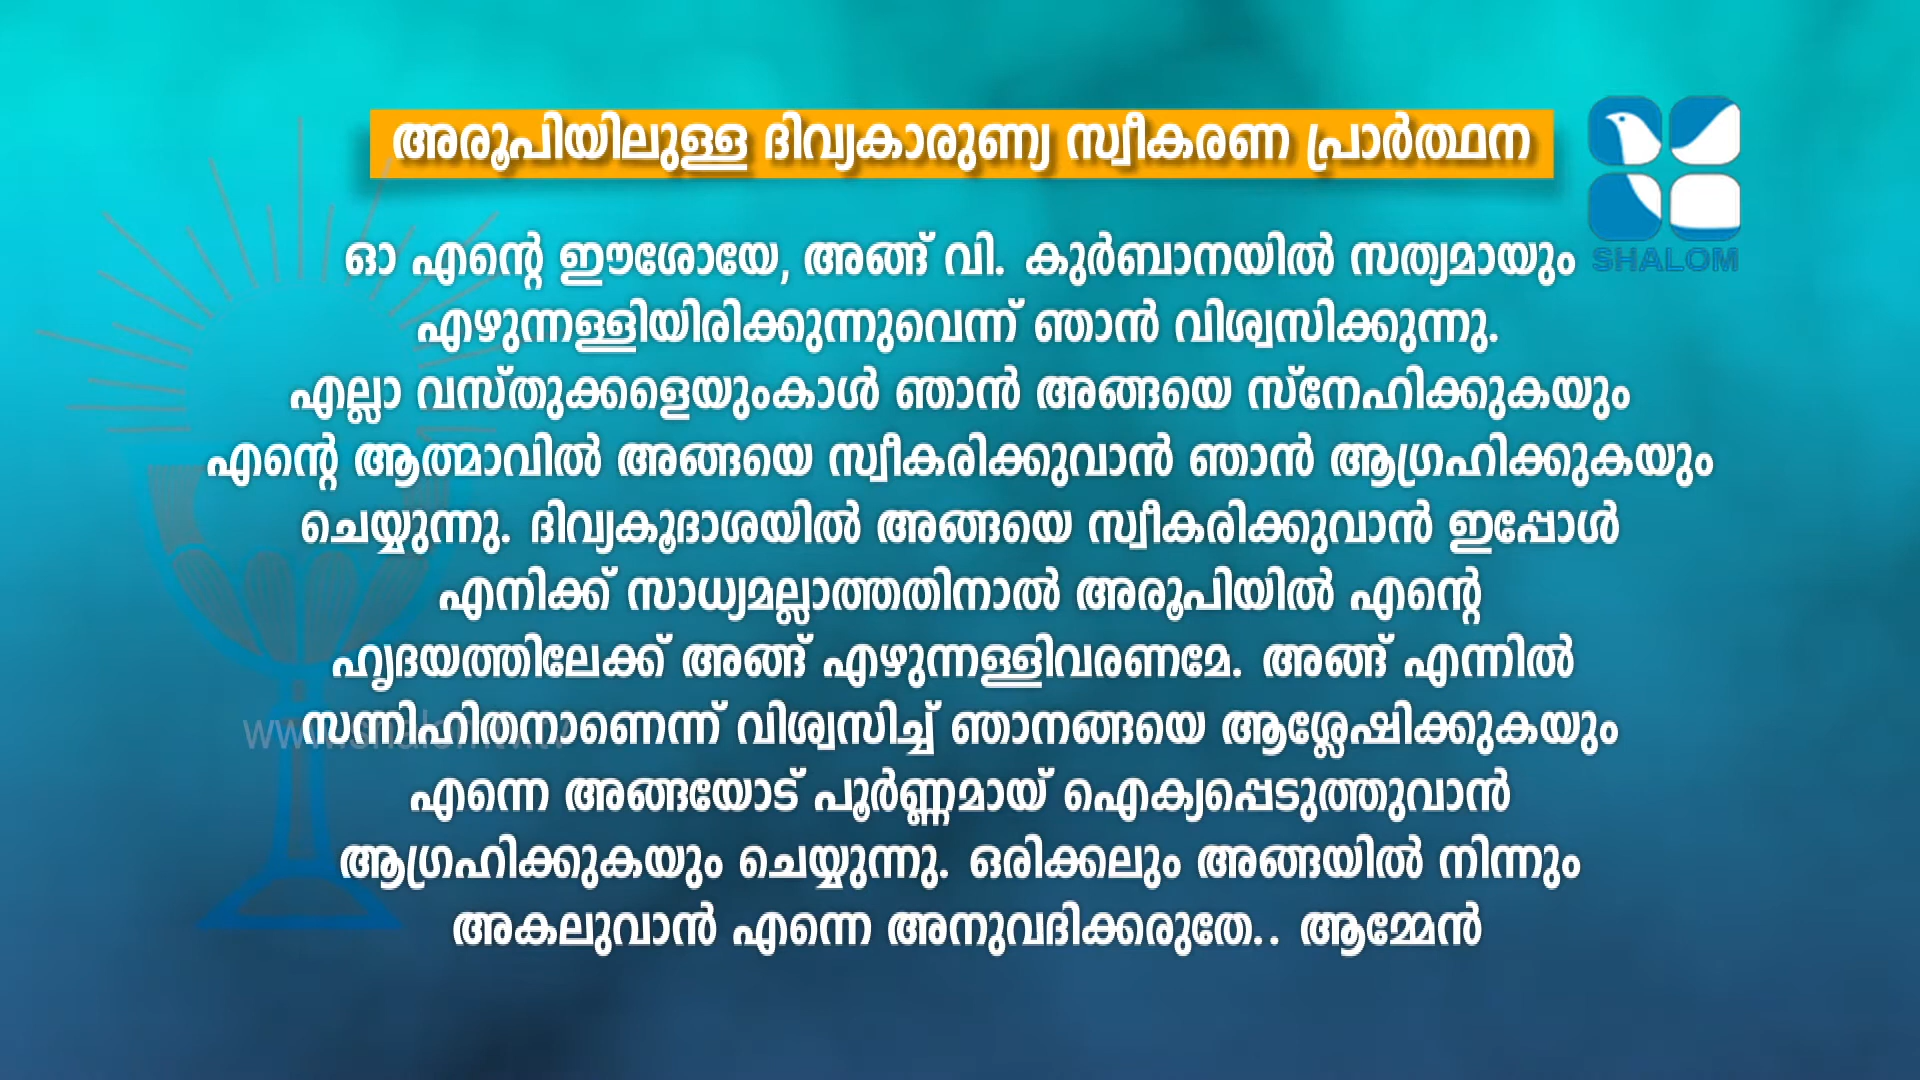 അരൂപിയിലുള്ള ദിവ്യകാരുണ്യ സ്വീകരണ പ്രാർത്ഥന
SHALOM
ഓ എന്റെ ഈശോയേ, അങ്ങ് വി. കുർബാനയിൽ സത്യമായും
എഴുന്നള്ളിയിരിക്കുന്നുവെന്ന് ഞാൻ വിശ്വസിക്കുന്നു.
എല്ലാ വസ്തുക്കളെയുംകാൾ ഞാൻ അങ്ങയെ സ്നേഹിക്കുകയും
എന്റെ ആത്മാവിൽ അങ്ങയെ സ്വീകരിക്കുവാൻ ഞാൻ ആഗ്രഹിക്കുകയും
ചെയ്യുന്നു. ദിവ്യകൂദാശയിൽ അങ്ങയെ സ്വീകരിക്കുവാൻ ഇപ്പോൾ
എനിക്ക് സാധ്യമല്ലാത്തതിനാൽ അരൂപിയിൽ എന്റെ
ഹൃദയത്തിലേക്ക് അങ്ങ് എഴുന്നള്ളിവരണമേ. അങ്ങ് എന്നിൽ
സന്നിഹിതനാണെന്ന് വിശ്വസിച്ച് ഞാനങ്ങയെ ആശ്ലേഷിക്കുകയും
എന്നെ അങ്ങയോട് പൂർണ്ണമായ് ഐക്യപ്പെടുത്തുവാൻ
ആഗ്രഹിക്കുകയും ചെയ്യുന്നു. ഒരിക്കലും അങ്ങയിൽ നിന്നും
അകലുവാൻ എന്നെ അനുവദിക്കരുതേ.. ആമ്മേൻ